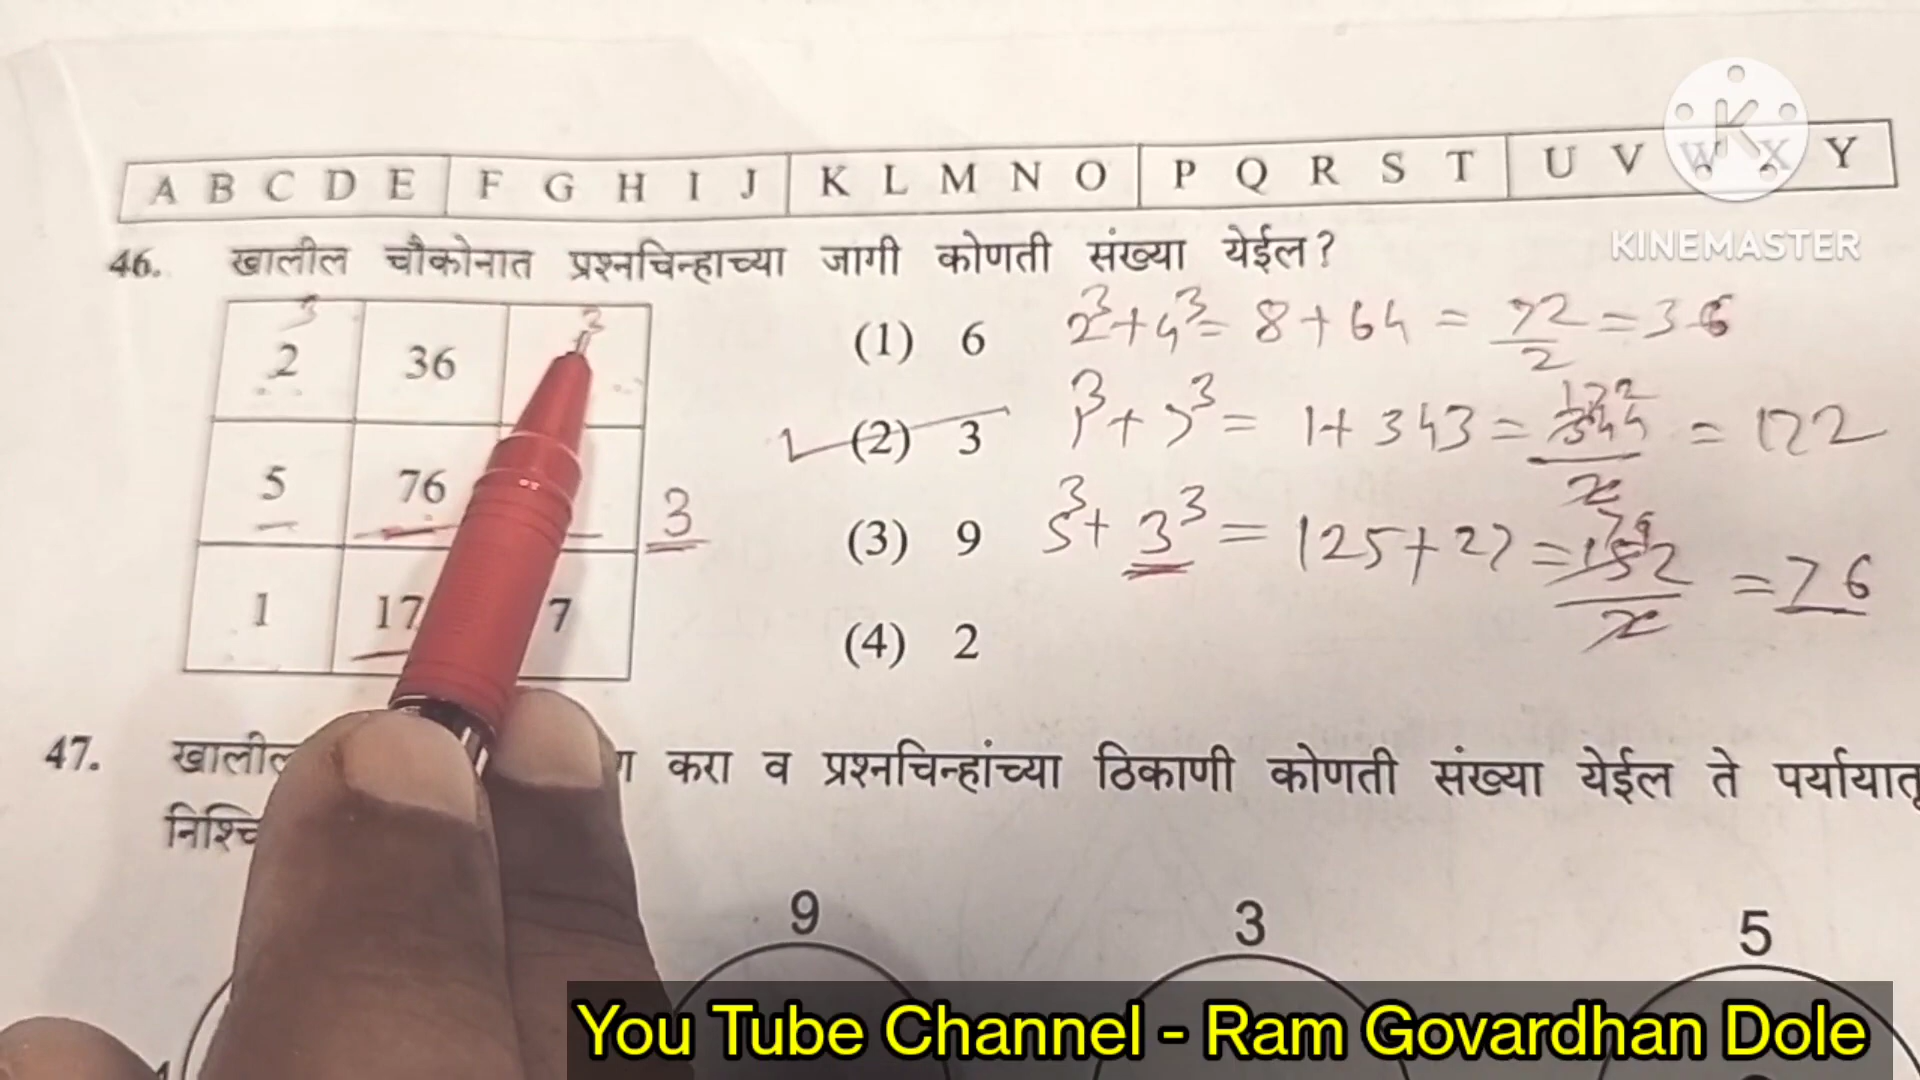 KINEMASTER
A B C D E F G H I J K L M N O P Q R S T U V W X Y
46. खालील चौकोनात प्रश्नचिन्हाच्या जागी कोणती संख्या येईल?
2 36
5 76 3
1 17 7
(1) 6
(2) 3
(3) 9
(4) 2
2³+4³= 8+64 = 72/2 = 36
1³+7³= 1+343 = 344/2 = 172
5³+3³ = 125+27 = 152/2 = 76
47. खालील करा व प्रश्नचिन्हांच्या ठिकाणी कोणती संख्या येईल ते
9 3 5
You Tube Channel - Ram Govardhan Dole